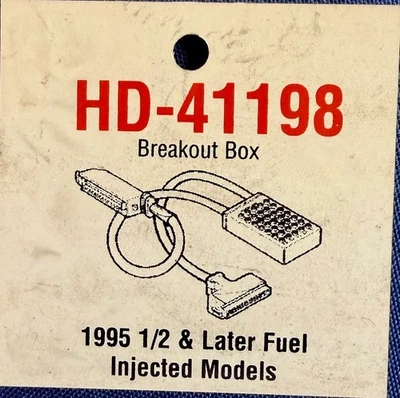 HD-41198
Breakout Box
1995 1/2 & Later Fuel
Injected Models